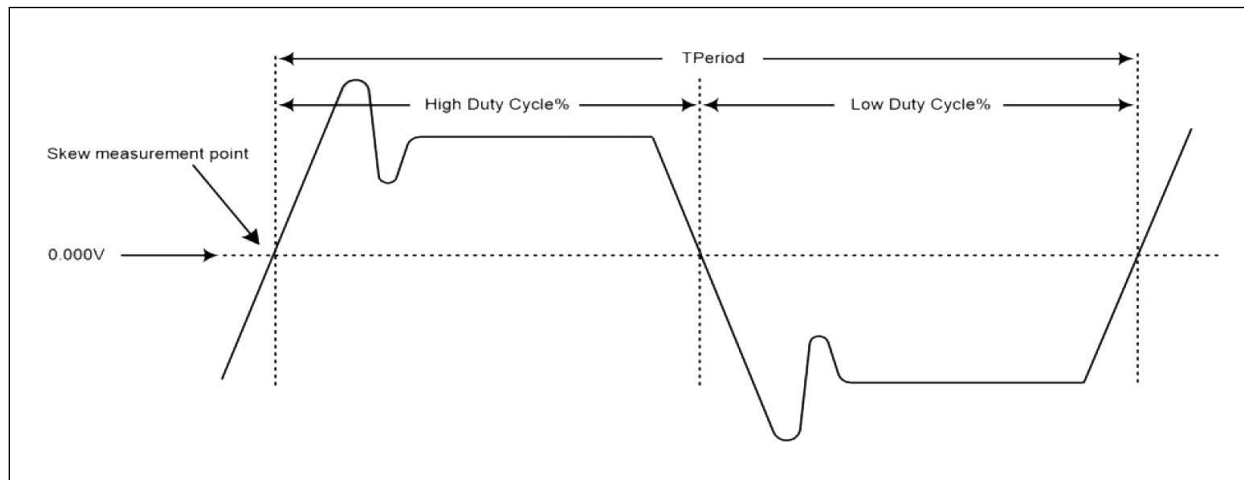 TPeriod
High Duty Cycle%
Low Duty Cycle%
Skew measurement point
0.000V